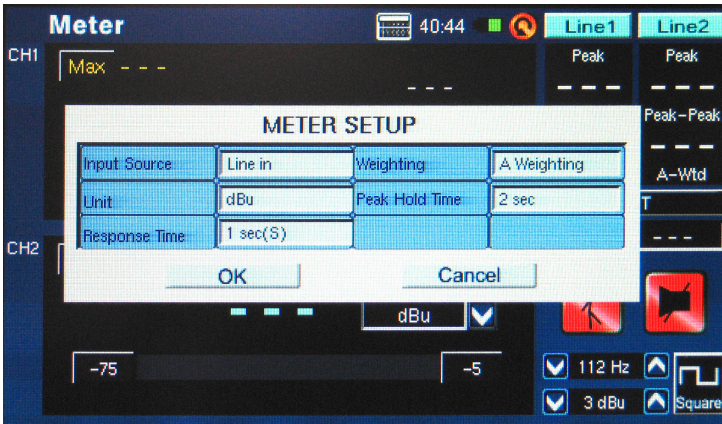 Meter
40:44
Line1
Line2
CH1
Max - - -
- - -
Peak
Peak
- - -
- - -
Peak-Peak
- - -
A-Wtd
METER SETUP
Input Source
Line in
Weighting
A Weighting
Unit
dBu
Peak Hold Time
2 sec
Response Time
1 sec(S)
OK
Cancel
T
- - -
CH2
- - -
dBu
-75
-5
112 Hz
3 dBu
Square